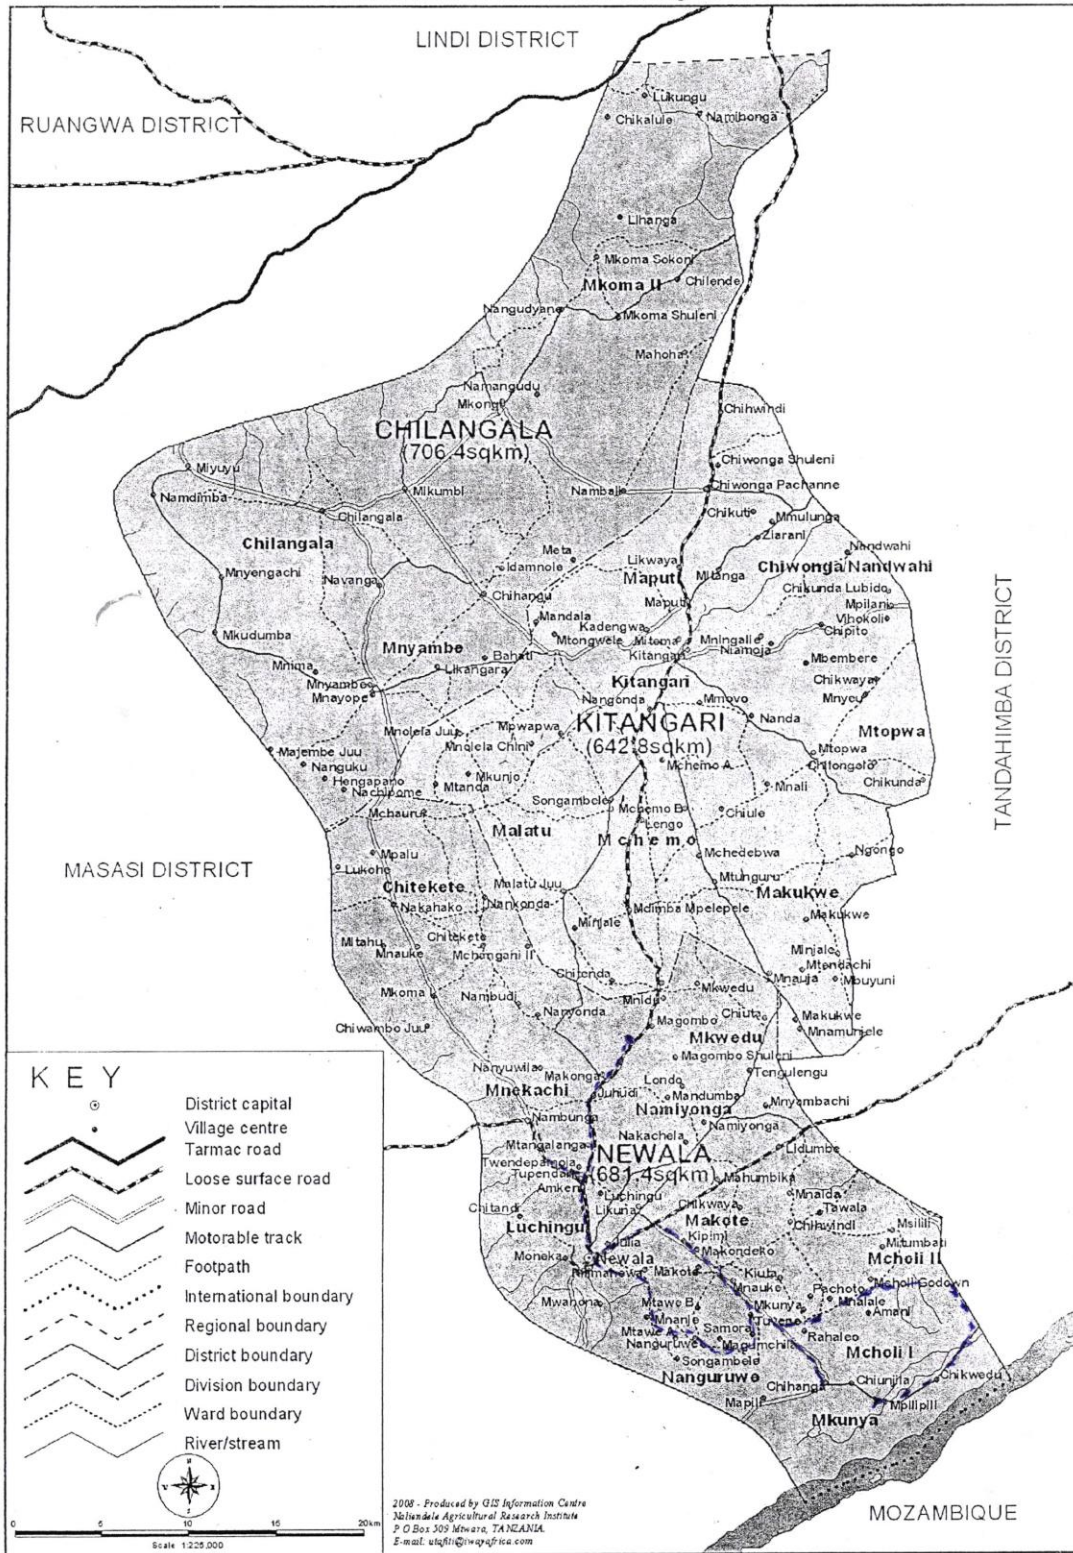 LINDI DISTRICT
RUANGWA DISTRICT
Lukungu
Chikalule
Namibonga
Lihanga
Mkoma Sokoni
Mkoma II
Chilende
Nangudyane
Mkoma Shuleni
Mahoha
Namangudu
Mkongi
Chihwindi
CHILANGALA
(706.4sqkm)
Chiwonga Shuleni
Miyuyu
Mikumbi
Nambali
Chiwonga Pachanne
Namdimba
Chilangala
Chikuti
Mmulunga
Ziarani
Chilangala
Meta
Likwaya
Nandwahi
Idamnole
Chiwonga/Nandwahi
Mnyengachi
Navanga
Maputi
Mitanga
Chihangu
Chikunda Lubido
Maputi
Mpilani
Mandala
Vihokoli
Kadengwa
Chipito
Mkudumba
Mtongwele
Mitema
Mningalie
Niamoja
Mnyambe
Bahati
Kitangari
Mbembere
Mnima
Likangara
Kitangari
Chikwaya
Mnyambe
Mnayope
Nangonda
Mmovo
Mnyeu
KITANGARI
(642.8sqkm)
Nanda
Mnolela Juu
Mpwapwa
Mtopwa
Mnolela Chini
Mtopwa
Majembe Juu
Mchemo A
Chitongalo
Nanguku
Mkunjo
Chikunda
Hengapano
Mtanda
Mnali
Nachipome
Songambele
Mchemo B
Chiule
Mchauru
Lengo
Malatu
Mchemo
TANDAHIMBA DISTRICT
Mpalu
Mchedebwa
Ngongo
MASASI DISTRICT
Lukoho
Mtunguru
Chitekete
Malatu Juu
Makukwe
Nakahako
Nankonda
Mdimba Mpelepele
Makukwe
Minjale
Mitahu
Chitekete
Mnauke
Mchongani II
Minjale
Mtendachi
Chitenda
Mnauja
Mbuyuni
Mkoma
Mkwedu
Nambudi
Mnidu
Nanyonda
Chiuta
Makukwe
Chiwambo Juu
Magombo
Mnamunjele
Mkwedu
Magombo Shuleni
Nanyuwila
Makonga
Londo
Tengulengu
Mnekachi
Juhudi
Mandumba
Mnyambachi
Nambunga
Namiyonga
Namiyonga
Mtangalanga
Nakachela
NEWALA
(681.4sqkm)
Lidumbe
Twendepamoja
Tupendane
Mahumbika
Amkeni
Luchingu
Mnaida
Chitandi
Likuna
Chikwaya
Tawala
Luchingu
Makote
Chihwindi
Msilili
Julia
Kipimi
Mitumbati
Moneka
Newala
Makondeko
Mcholi II
Makote
Kiuta
Mnauke
Mcholi Godown
Pachoto
Mwahona
Mtawe B
Mkunya
Mnalale
Mnanje
Amani
Mtawe A
Samora
Rahaleo
Nanguruwe
Magumchila
Mcholi I
Songambele
Nanguruwe
Chihanga
Chiunjila
Chikwedu
Mapili
Mpilipili
Mkunya
MOZAMBIQUE
KEY
District capital
Village centre
Tarmac road
Loose surface road
Minor road
Motorable track
Footpath
International boundary
Regional boundary
District boundary
Division boundary
Ward boundary
River/stream
0 5 10 15 20km
Scale 1:225,000
2008 - Produced by GIS Information Centre
Naliendele Agricultural Research Institute
P O Box 509 Mtwara, TANZANIA.
E-mail: utafiti@iwayafrica.com